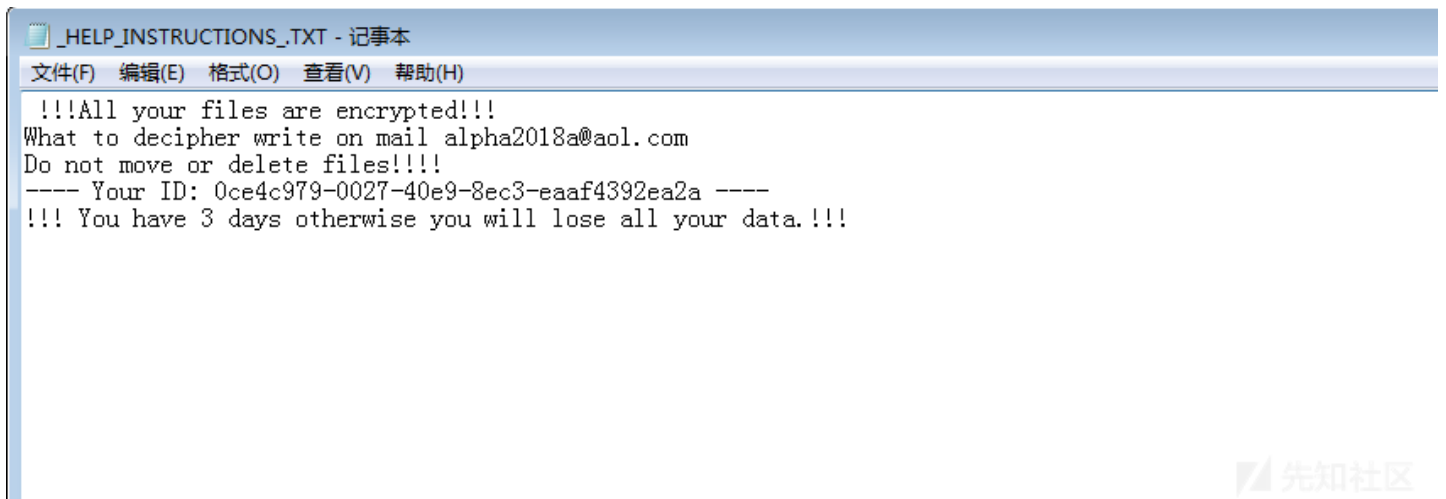 _HELP_INSTRUCTIONS_.TXT - 记事本
文件(F) 编辑(E) 格式(O) 查看(V) 帮助(H)
!!!All your files are encrypted!!!
What to decipher write on mail alpha2018a@aol.com
Do not move or delete files!!!!
---- Your ID: 0ce4c979-0027-40e9-8ec3-eaaf4392ea2a ----
!!! You have 3 days otherwise you will lose all your data.!!!
先知社区